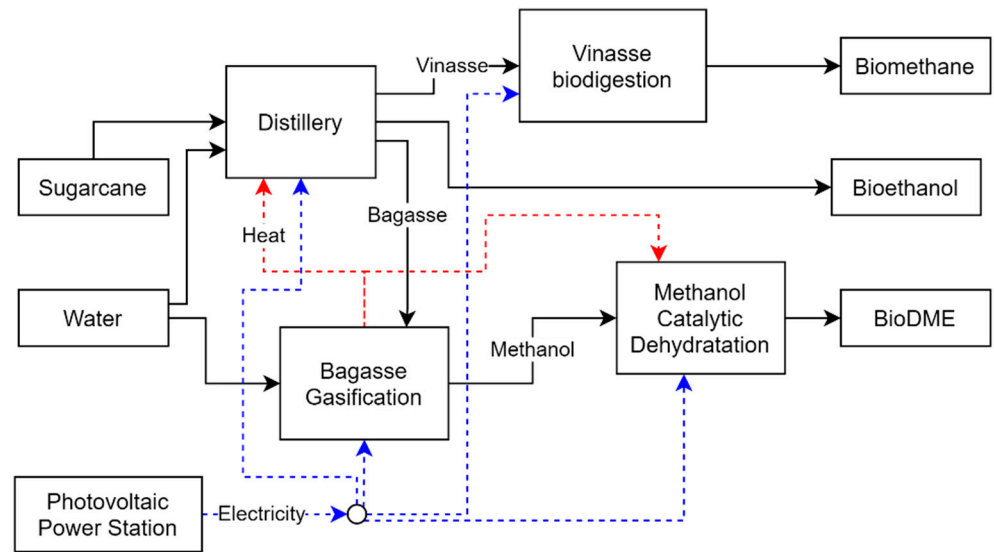 Vinasse
biodigestion
Biomethane
Vinasse
Distillery
Sugarcane
Bioethanol
Bagasse
Heat
Water
Methanol
Catalytic
Dehydratation
BioDME
Methanol
Bagasse
Gasification
Photovoltaic
Power Station
Electricity